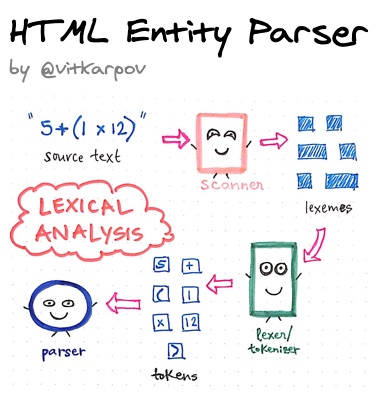 HTML Entity Parser
by @vitkarpov
"5+(1 x 12)"
source text
scanner
lexemes
LEXICAL
ANALYSIS
5 +
( 1
x 12
)
tokens
lexer/
tokenizer
parser